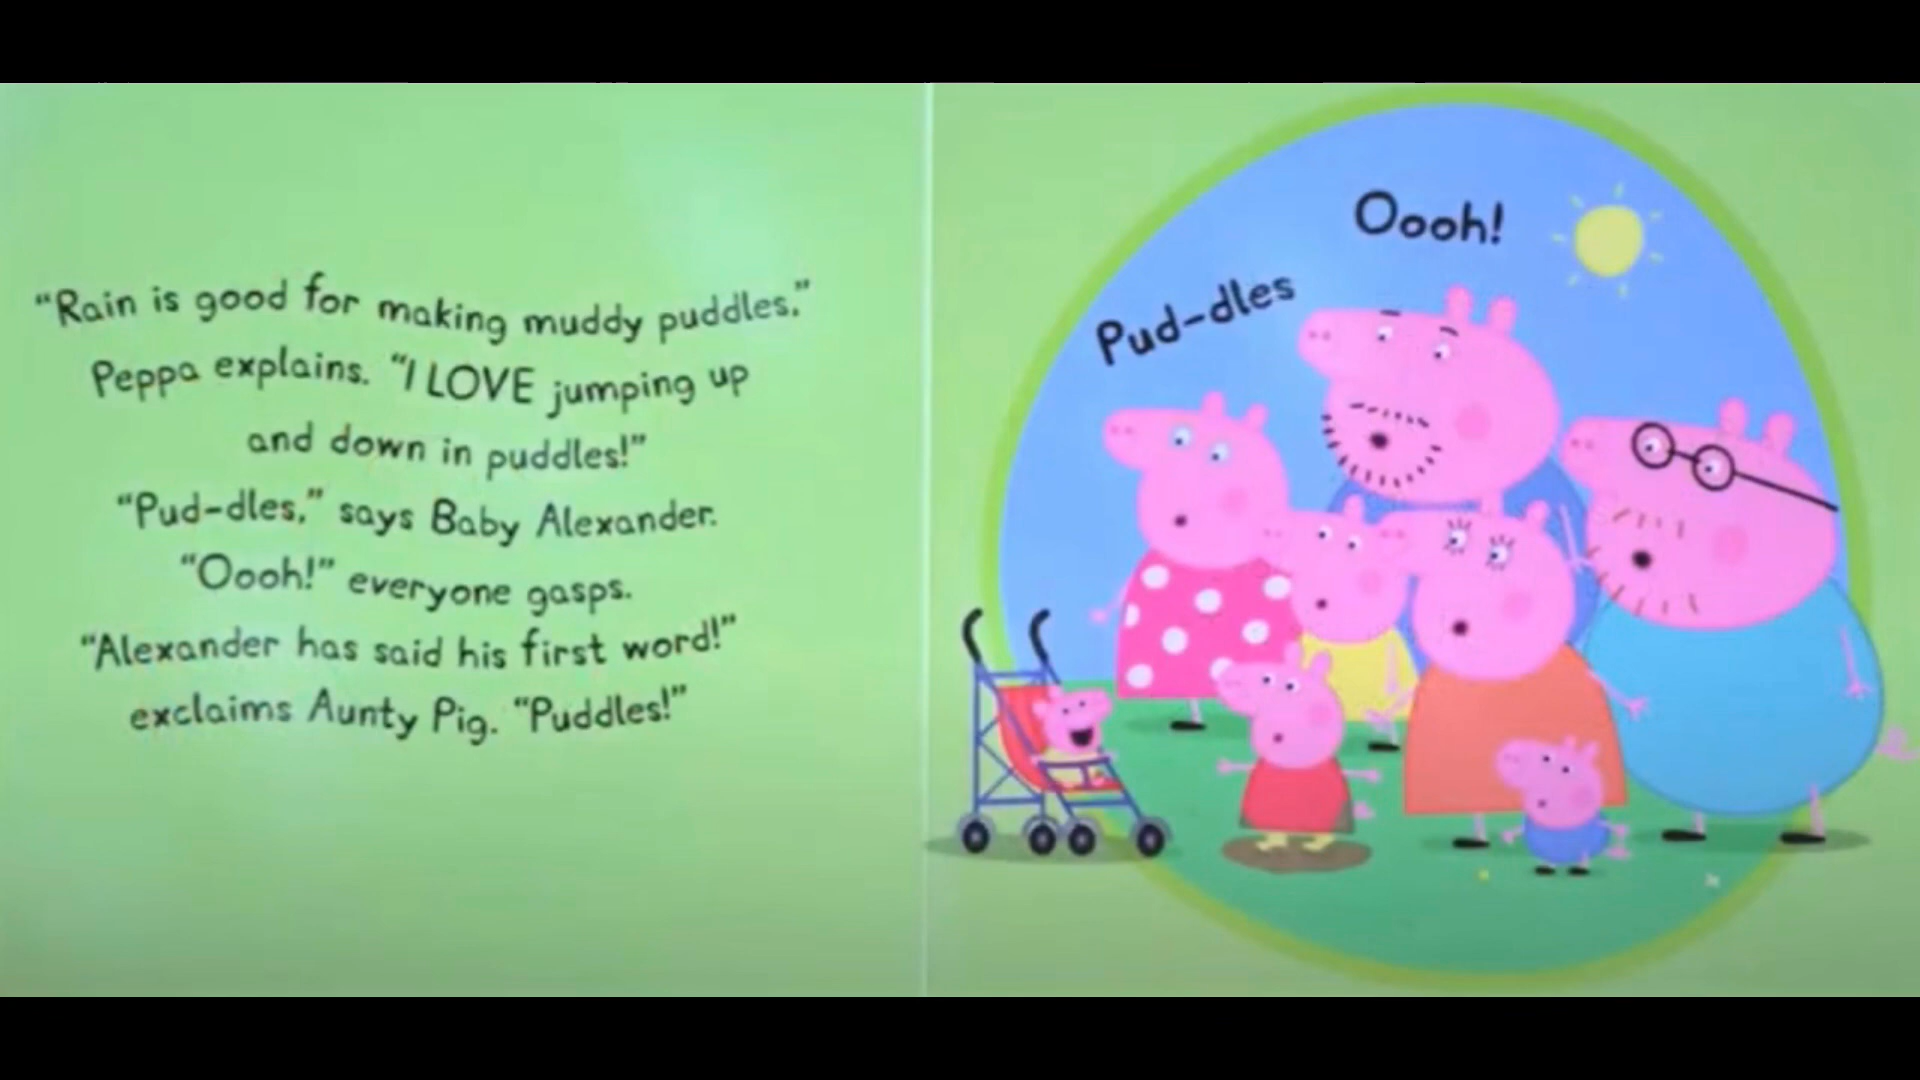 “Rain is good for making muddy puddles,”
Peppa explains. “I LOVE jumping up
and down in puddles!”
“Pud-dles,” says Baby Alexander.
“Oooh!” everyone gasps.
“Alexander has said his first word!”
exclaims Aunty Pig. “Puddles!”
Oooh!
Pud-dles